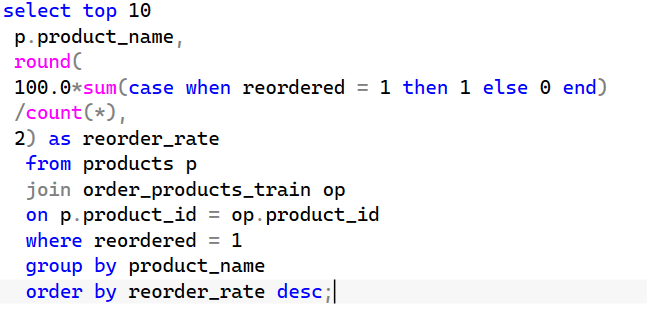 select top 10
p.product_name,
round(
100.0*sum(case when reordered = 1 then 1 else 0 end)
/count(*),
2) as reorder_rate
from products p
join order_products_train op
on p.product_id = op.product_id
where reordered = 1
group by product_name
order by reorder_rate desc;